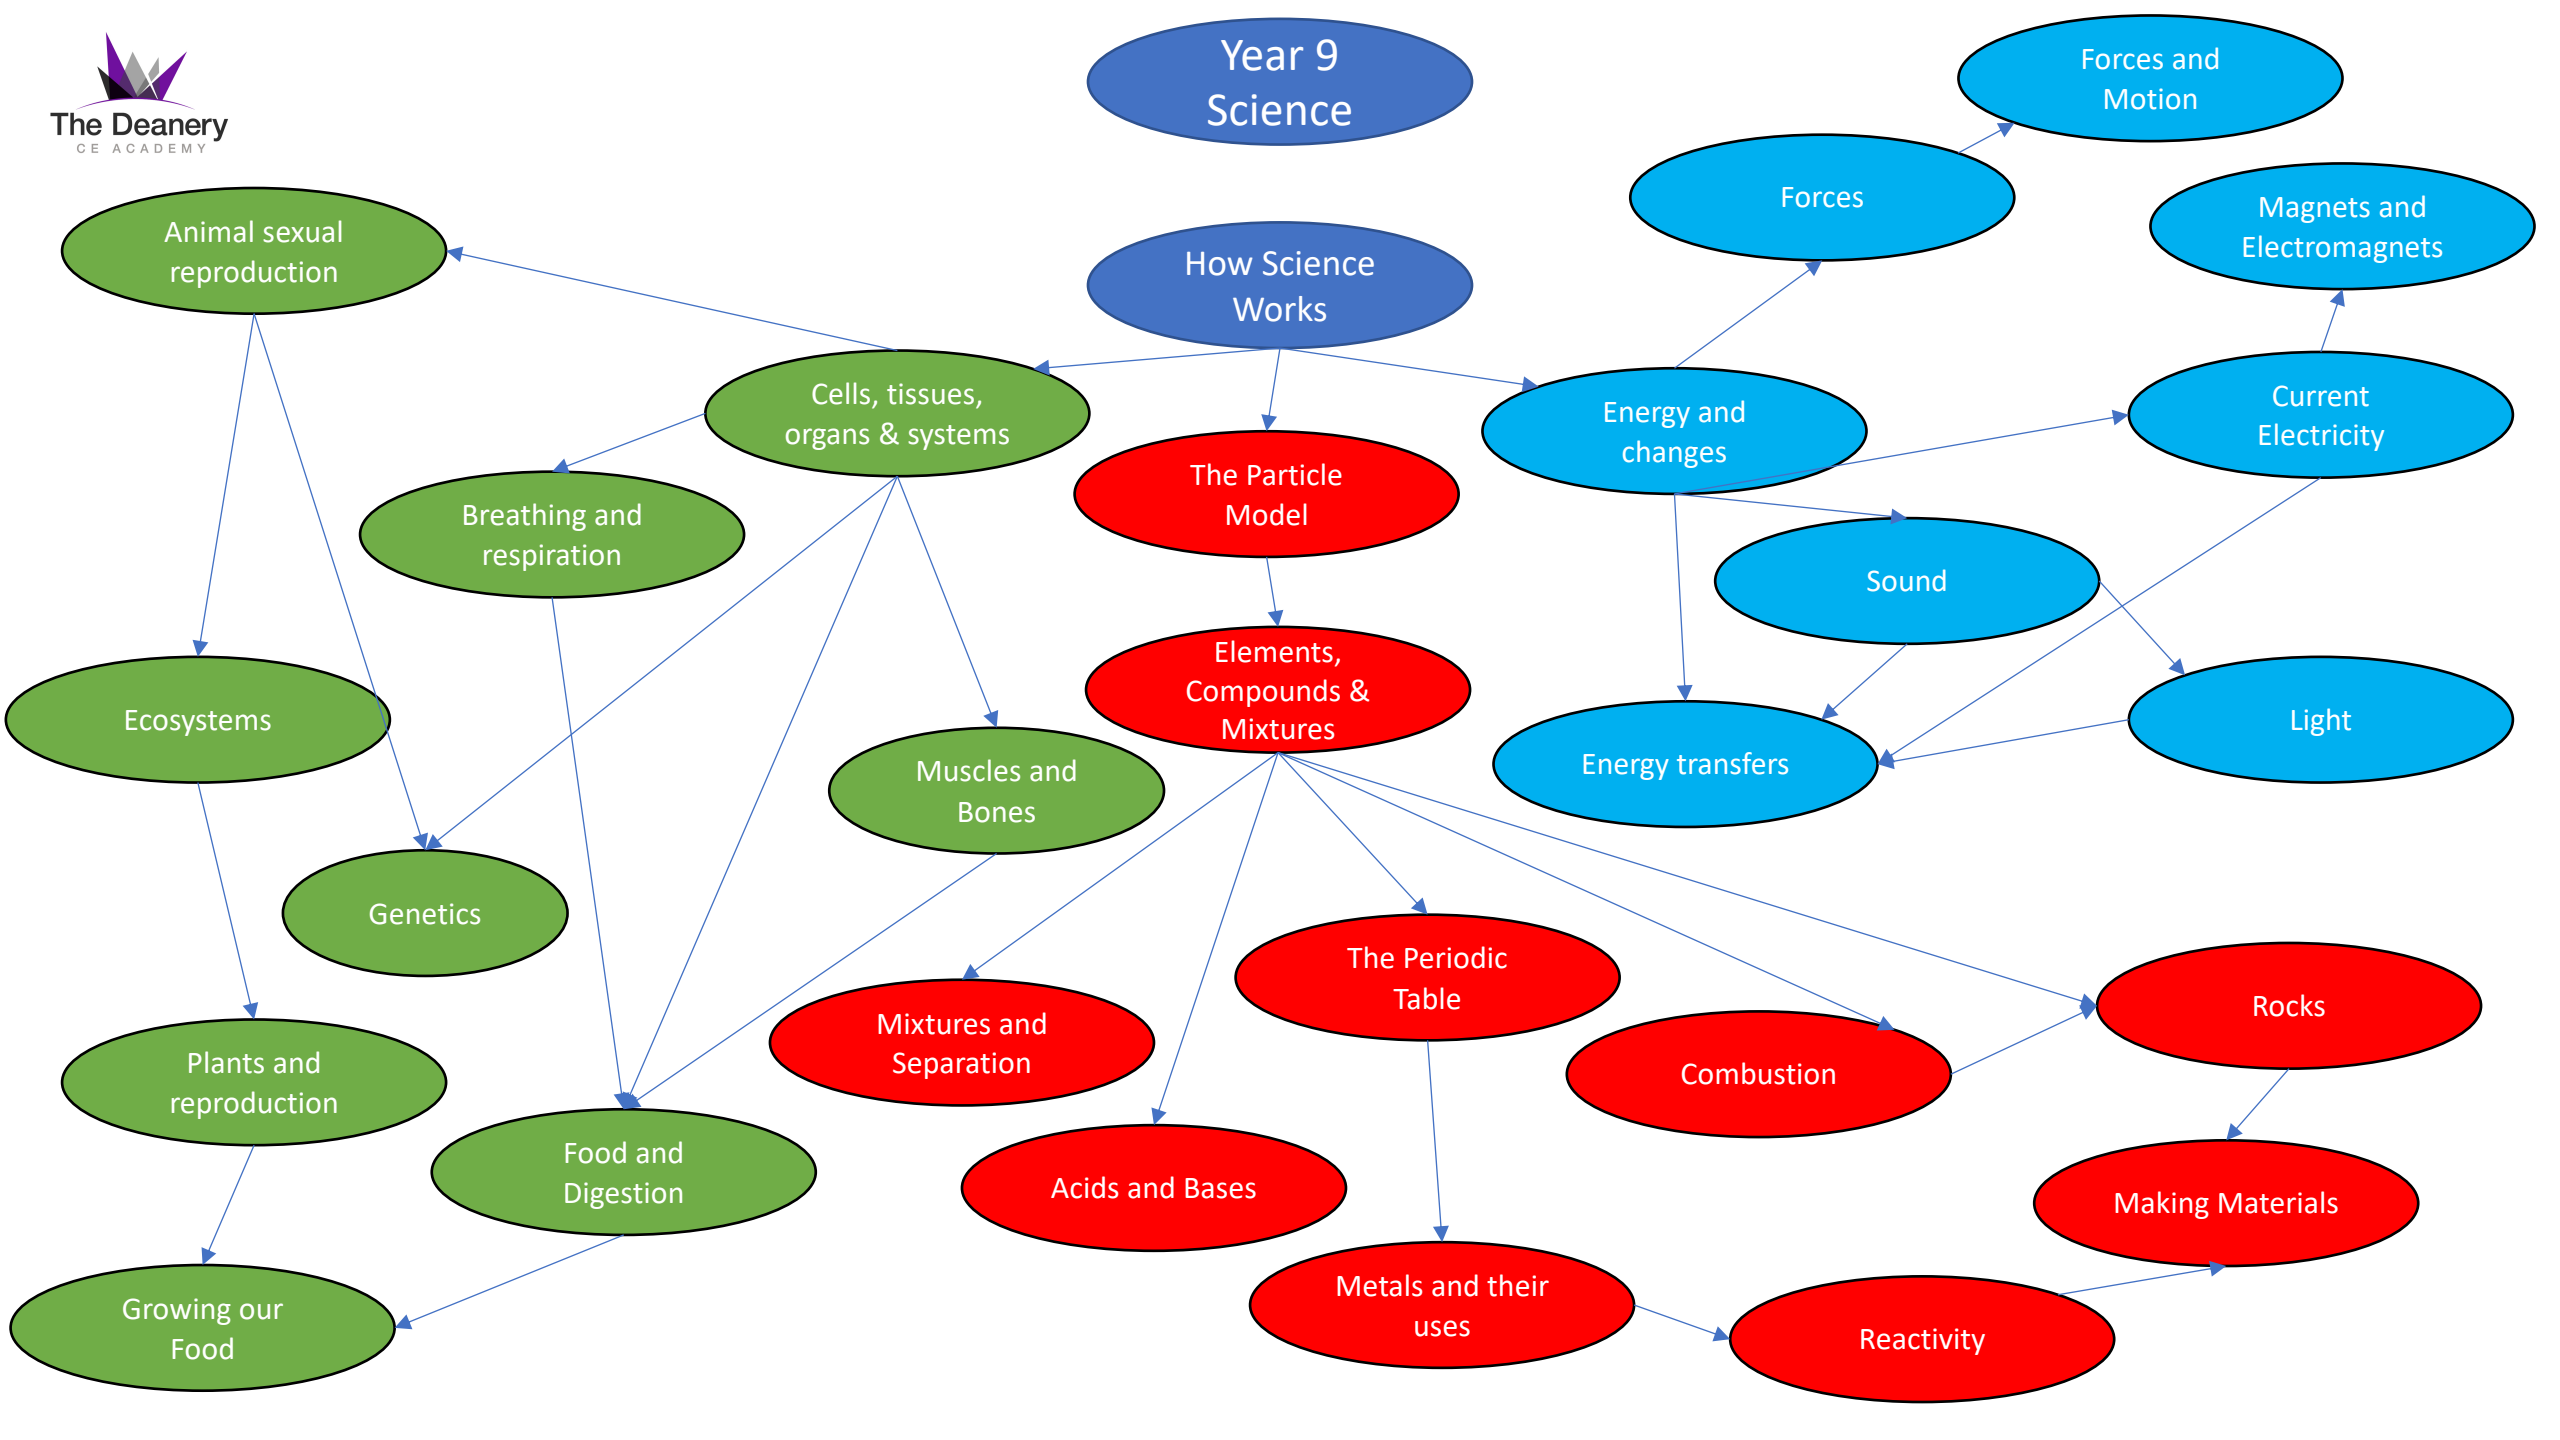 The Deanery
CE ACADEMY
Year 9
Science
Forces and
Motion
Forces
Magnets and
Electromagnets
Animal sexual
reproduction
How Science
Works
Cells, tissues,
organs & systems
Energy and
changes
Current
Electricity
The Particle
Model
Breathing and
respiration
Sound
Elements,
Compounds &
Mixtures
Ecosystems
Light
Muscles and
Bones
Energy transfers
Genetics
The Periodic
Table
Rocks
Mixtures and
Separation
Combustion
Plants and
reproduction
Food and
Digestion
Acids and Bases
Making Materials
Growing our
Food
Metals and their
uses
Reactivity